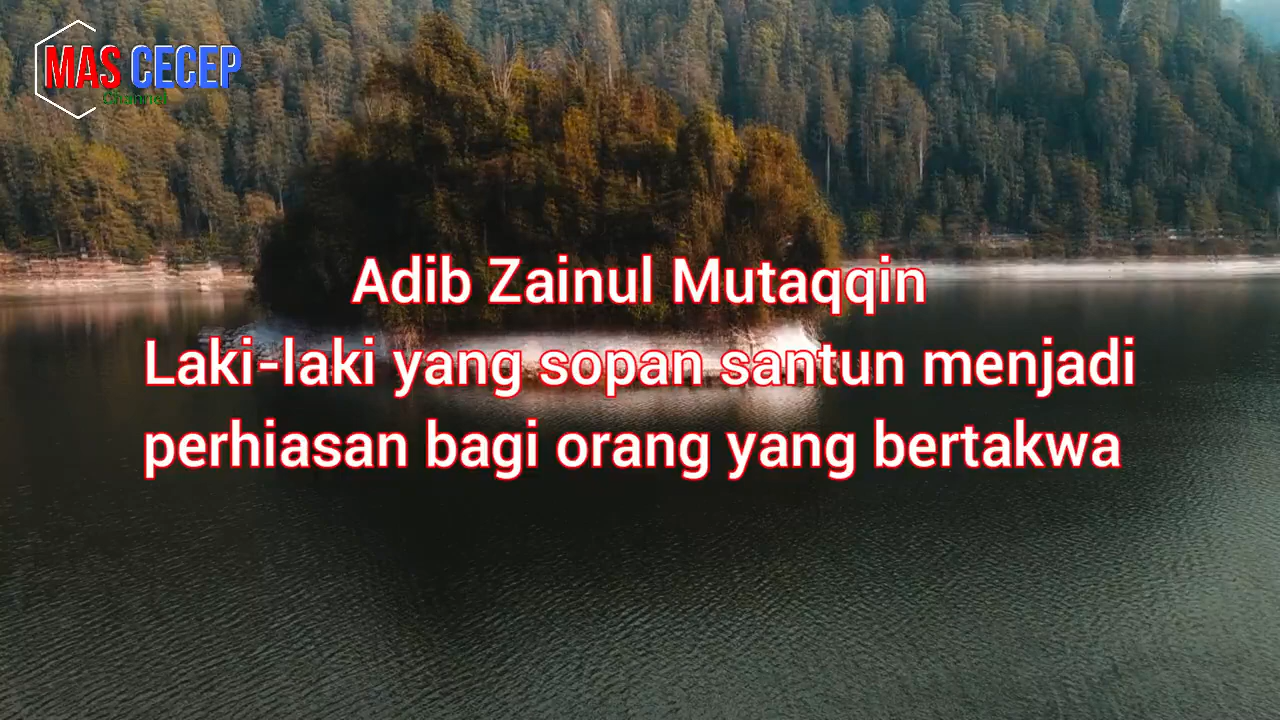 MAS CECEP
Channel
Adib Zainul Mutaqqin
Laki-laki yang sopan santun menjadi
perhiasan bagi orang yang bertakwa